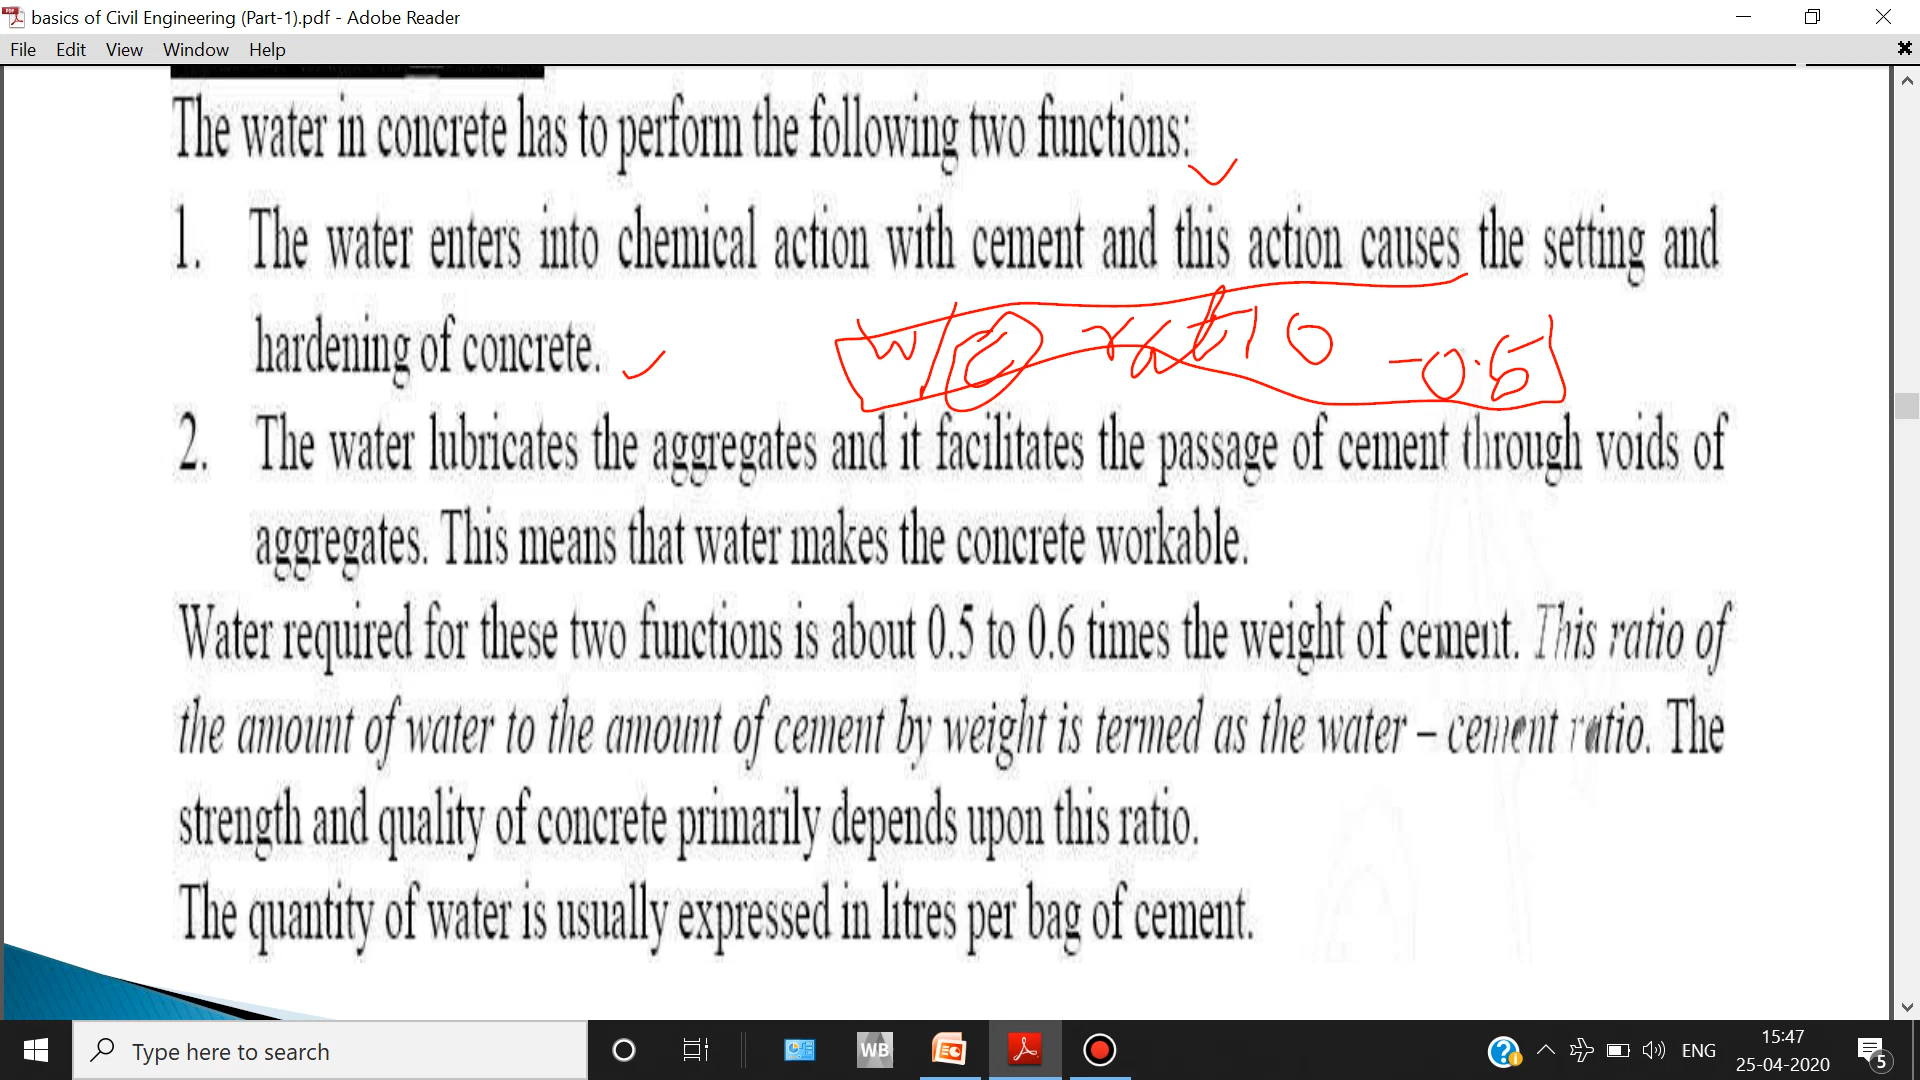 basics of Civil Engineering (Part-1).pdf - Adobe Reader
File Edit View Window Help
The water in concrete has to perform the following two functions:
1. The water enters into chemical action with cement and this action causes the setting and
hardening of concrete.
W/C ratio -0.5
2. The water lubricates the aggregates and it facilitates the passage of cement through voids of
aggregates. This means that water makes the concrete workable.
Water required for these two functions is about 0.5 to 0.6 times the weight of cement. This ratio of
the amount of water to the amount of cement by weight is termed as the water – cement ratio. The
strength and quality of concrete primarily depends upon this ratio.
The quantity of water is usually expressed in litres per bag of cement.
Type here to search
WB
ENG
15:47
25-04-2020
5